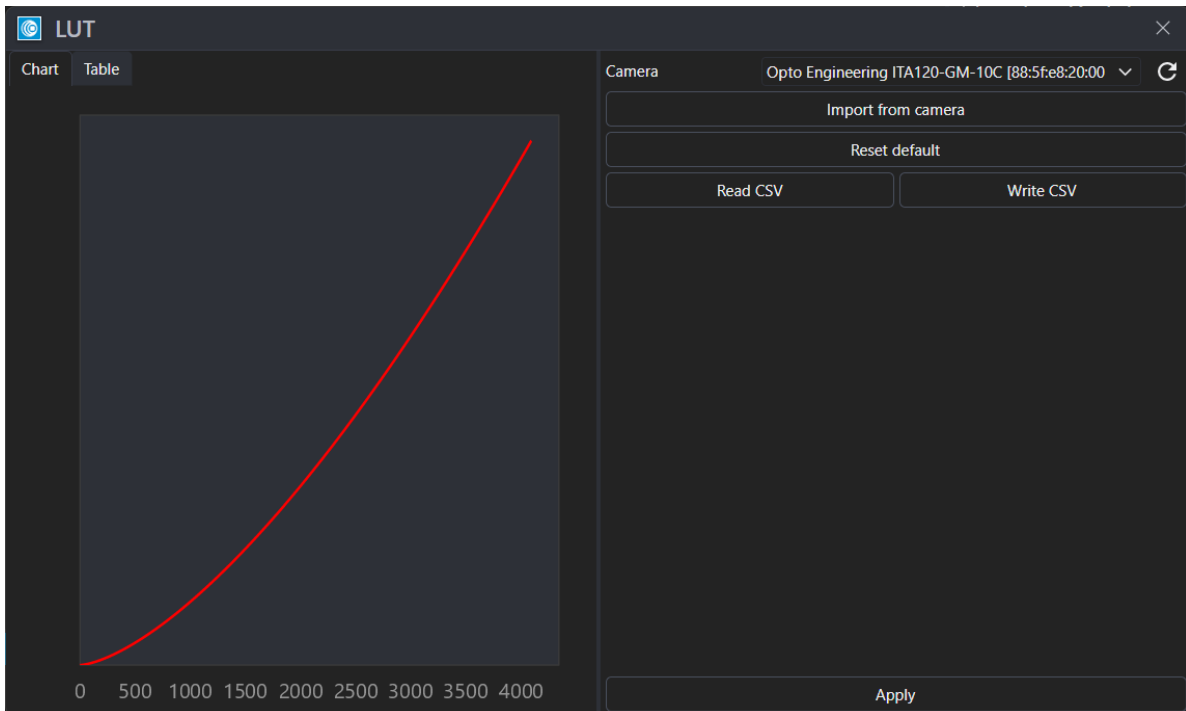 LUT
Chart Table
0 500 1000 1500 2000 2500 3000 3500 4000
Camera Opto Engineering ITA120-GM-10C [88:5f:e8:20:00
Import from camera
Reset default
Read CSV Write CSV
Apply